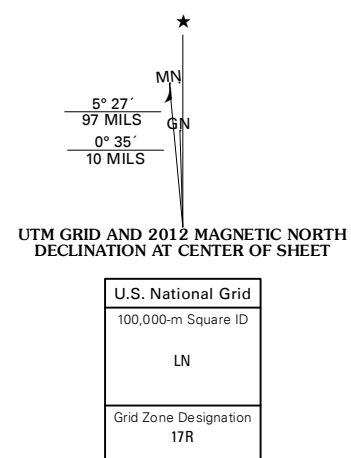 ★
MN
5° 27´
97 MILS
GN
0° 35´
10 MILS
UTM GRID AND 2012 MAGNETIC NORTH
DECLINATION AT CENTER OF SHEET
U.S. National Grid
100,000-m Square ID
LN
Grid Zone Designation
17R